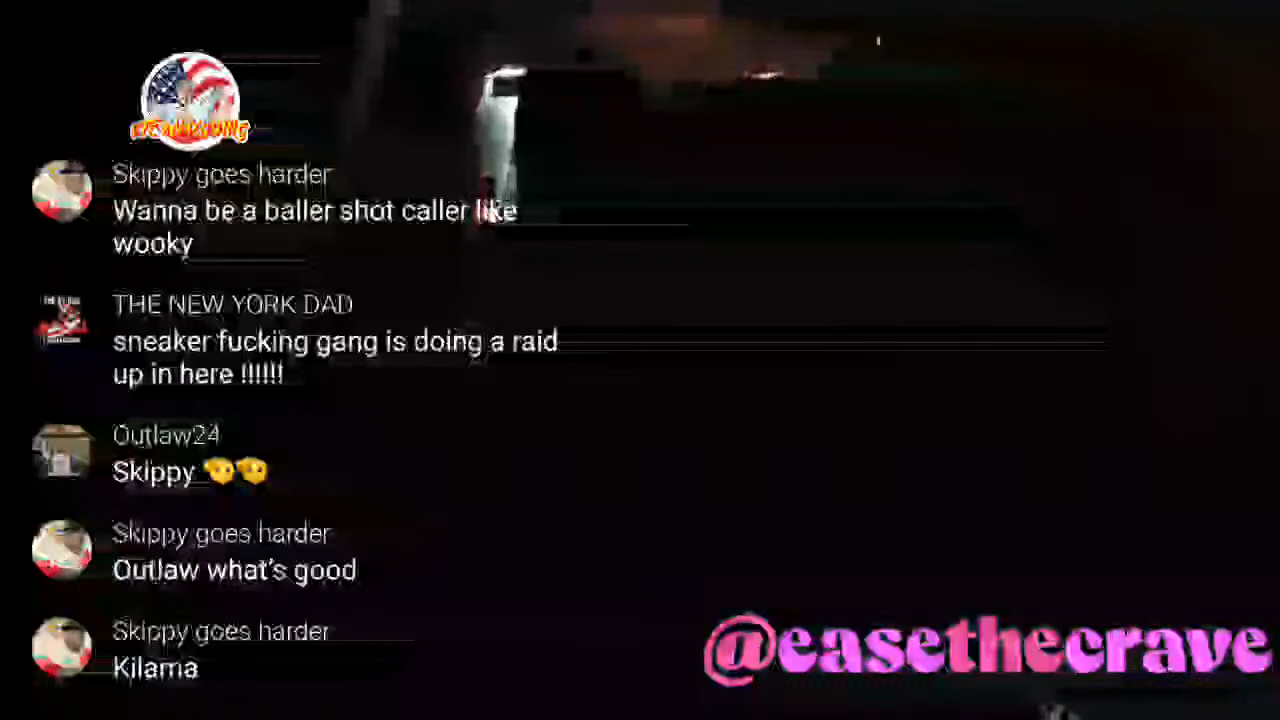 Skippy goes harder
Wanna be a baller shot caller like
wooky
THE NEW YORK DAD
sneaker fucking gang is doing a raid
up in here !!!!!!
Outlaw24
Skippy 🫡🫡
Skippy goes harder
Outlaw what's good
Skippy goes harder
Kilama
@easethecrave